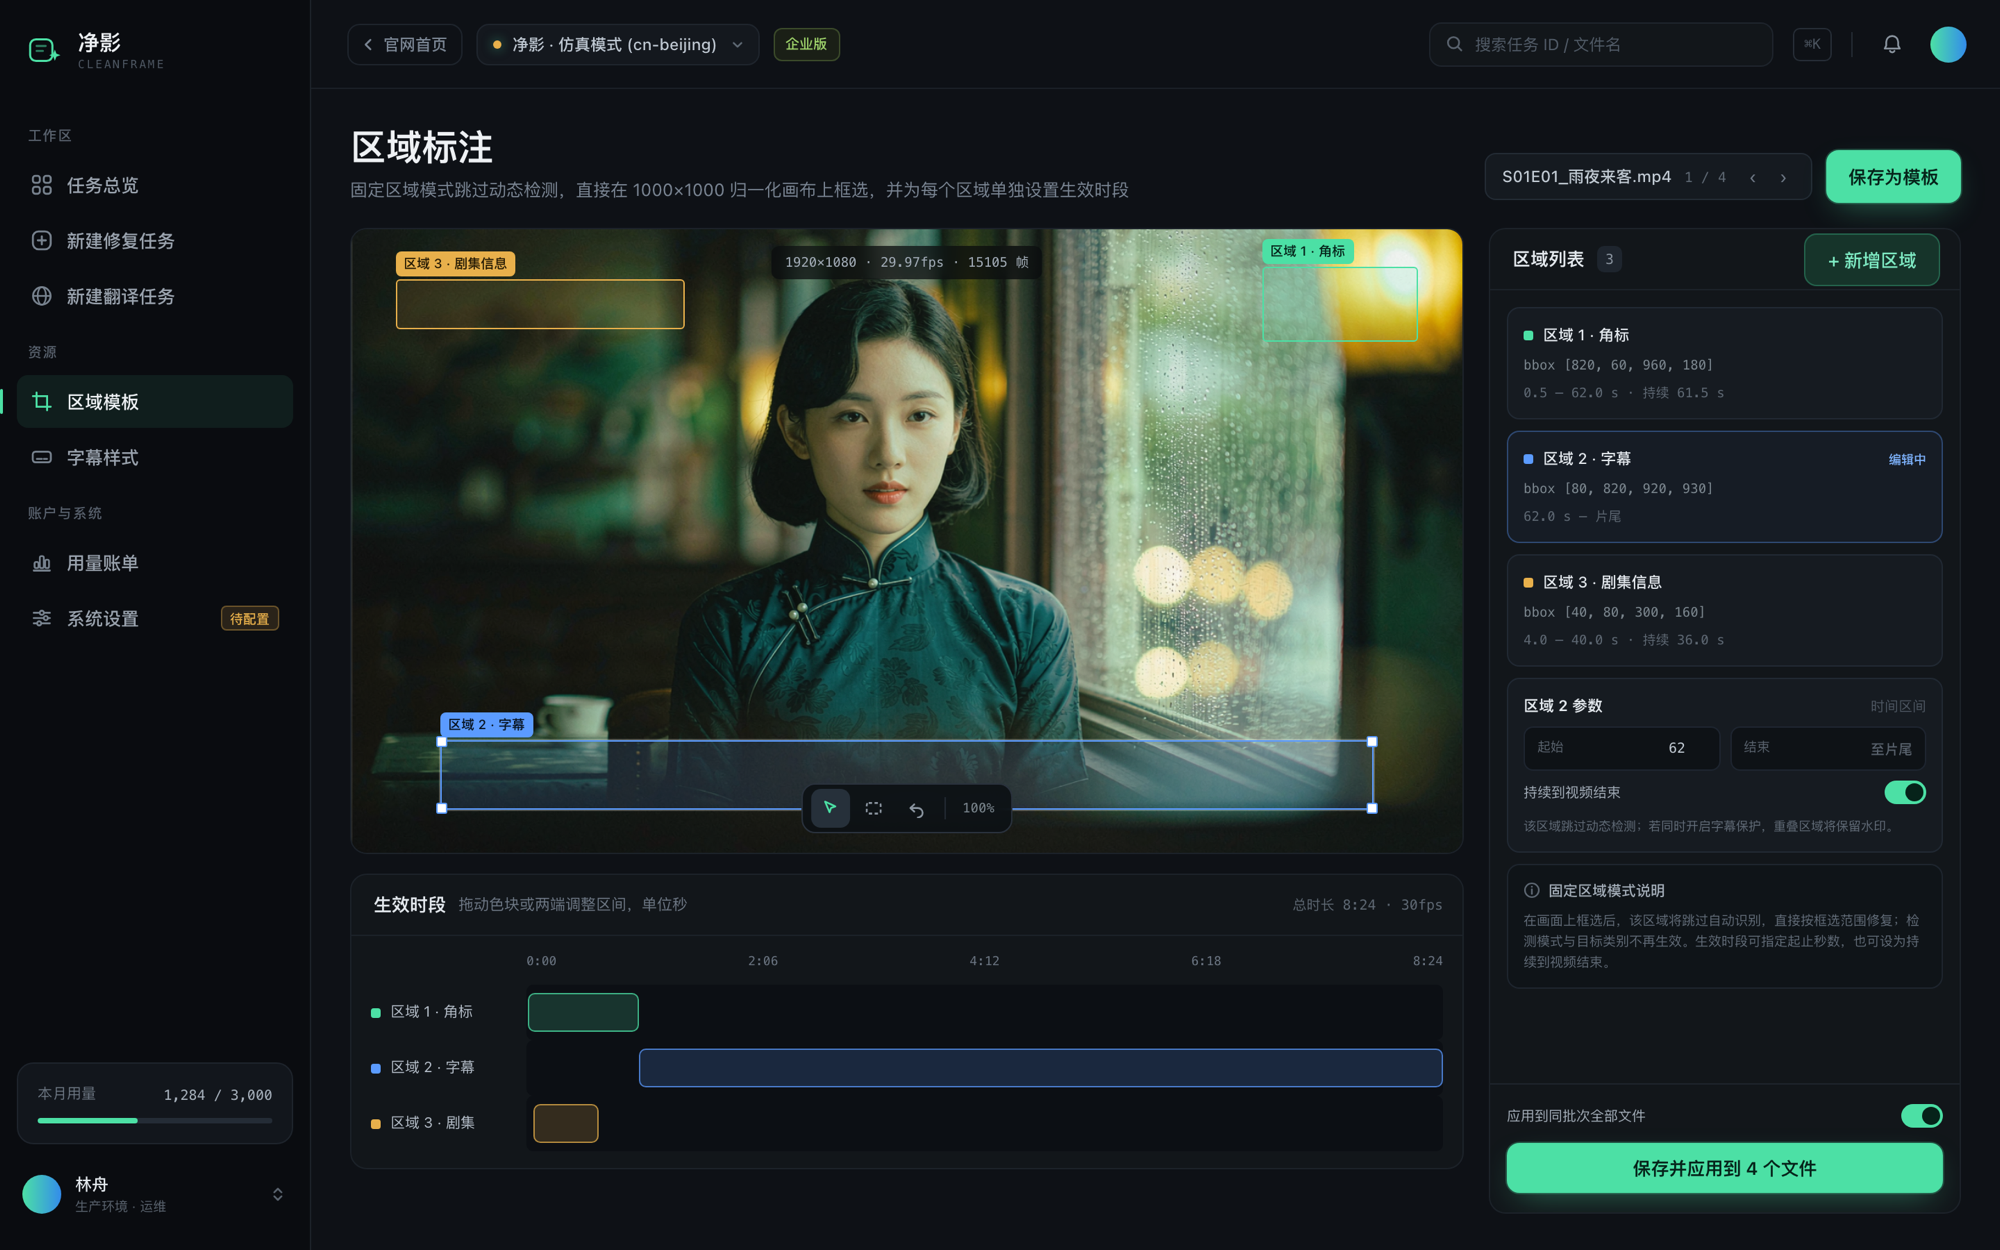 净影
CLEANFRAME
工作区
任务总览
新建修复任务
新建翻译任务
资源
区域模板
字幕样式
账户与系统
用量账单
系统设置
待配置
本月用量
1,284 / 3,000
林舟
生产环境 · 运维
官网首页
净影 · 仿真模式 (cn-beijing)
企业版
搜索任务 ID / 文件名
⌘K
区域标注
固定区域模式跳过动态检测，直接在 1000×1000 归一化画布上框选，并为每个区域单独设置生效时段
S01E01_雨夜来客.mp4
1 / 4
保存为模板
区域 3 · 剧集信息
1920×1080 · 29.97fps · 15105 帧
区域 1 · 角标
区域 2 · 字幕
100%
生效时段
拖动色块或两端调整区间，单位秒
总时长 8:24 · 30fps
0:00
2:06
4:12
6:18
8:24
区域 1 · 角标
区域 2 · 字幕
区域 3 · 剧集
区域列表
3
+ 新增区域
区域 1 · 角标
bbox [820, 60, 960, 180]
0.5 — 62.0 s · 持续 61.5 s
区域 2 · 字幕
编辑中
bbox [80, 820, 920, 930]
62.0 s — 片尾
区域 3 · 剧集信息
bbox [40, 80, 300, 160]
4.0 — 40.0 s · 持续 36.0 s
区域 2 参数
时间区间
起始
62
结束
至片尾
持续到视频结束
该区域跳过动态检测；若同时开启字幕保护，重叠区域将保留水印。
固定区域模式说明
在画面上框选后，该区域将跳过自动识别，直接按框选范围修复；检
测模式与目标类别不再生效。生效时段可指定起止秒数，也可设为持
续到视频结束。
应用到同批次全部文件
保存并应用到 4 个文件